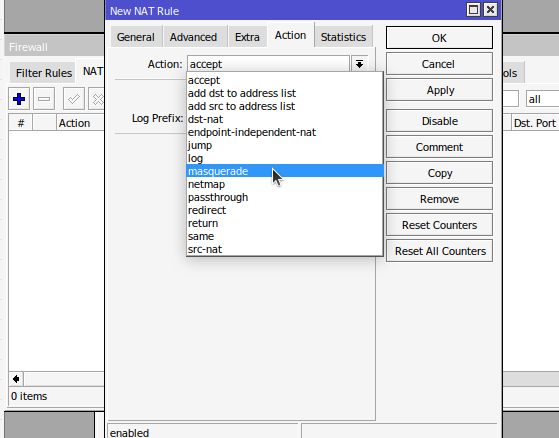 New NAT Rule
Firewall
General Advanced Extra Action Statistics
Filter Rules NAT
Action: accept
accept
add dst to address list
add src to address list
dst-nat
endpoint-independent-nat
jump
log
masquerade
netmap
passthrough
redirect
return
same
src-nat
Log Prefix:
OK
Cancel
Apply
Disable
Comment
Copy
Remove
Reset Counters
Reset All Counters
all
# Action
Dst. Port
0 items
enabled